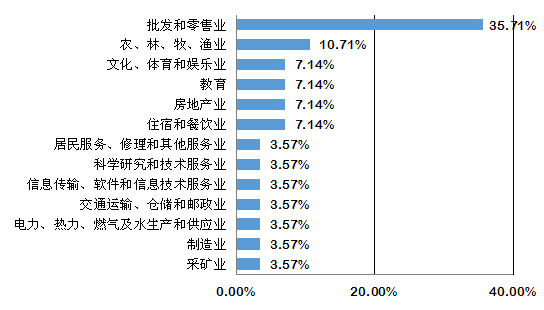 批发和零售业 35.71%
农、林、牧、渔业 10.71%
文化、体育和娱乐业 7.14%
教育 7.14%
房地产业 7.14%
住宿和餐饮业 7.14%
居民服务、修理和其他服务业 3.57%
科学研究和技术服务业 3.57%
信息传输、软件和信息技术服务业 3.57%
交通运输、仓储和邮政业 3.57%
电力、热力、燃气及水生产和供应业 3.57%
制造业 3.57%
采矿业 3.57%
0.00% 20.00% 40.00%